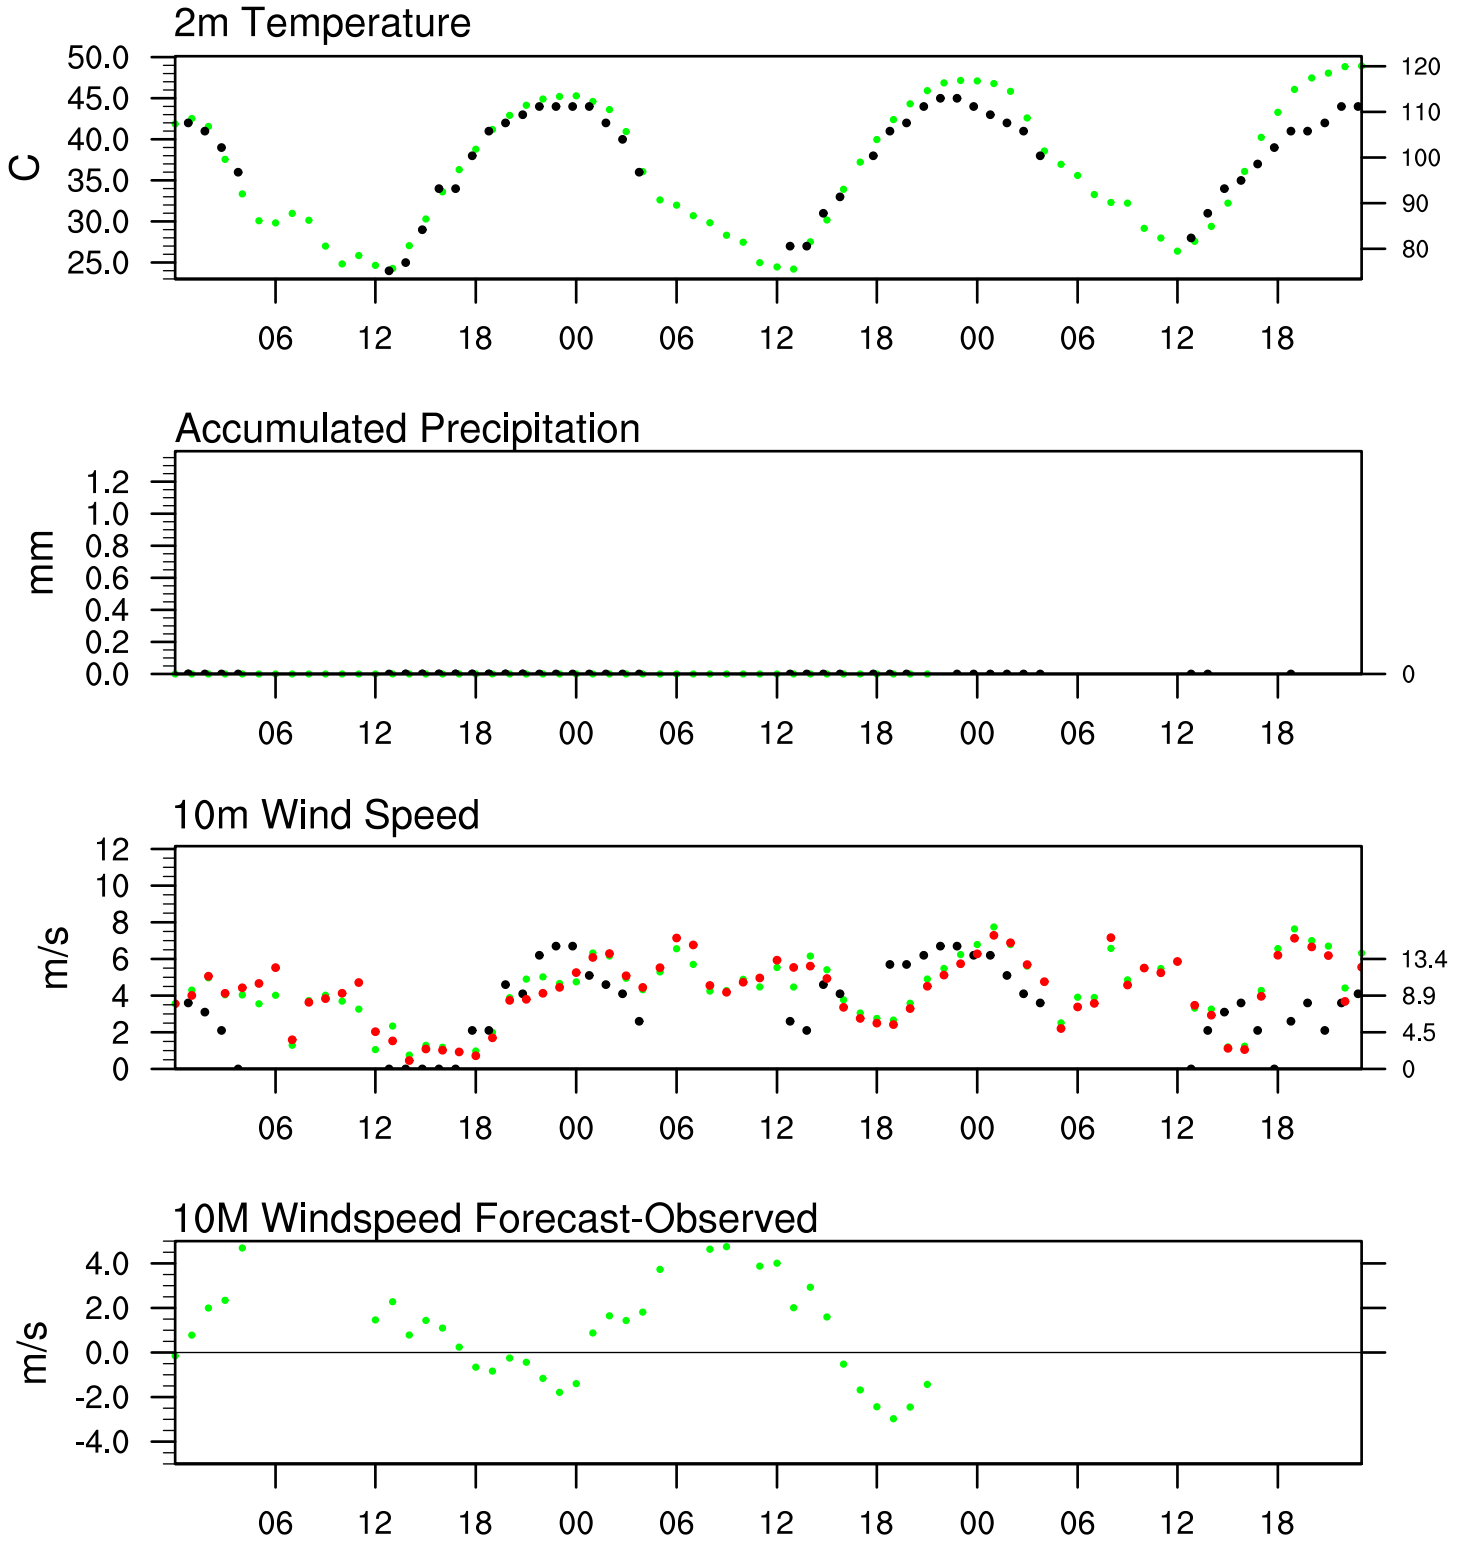 2m Temperature
50.0
45.0
40.0
35.0
30.0
25.0
C
120
110
100
90
80
06 12 18 00 06 12 18 00 06 12 18
Accumulated Precipitation
1.2
1.0
0.8
0.6
0.4
0.2
0.0
mm
0
06 12 18 00 06 12 18 00 06 12 18
10m Wind Speed
12
10
8
6
4
2
0
m/s
13.4
8.9
4.5
0
06 12 18 00 06 12 18 00 06 12 18
10M Windspeed Forecast-Observed
4.0
2.0
0.0
-2.0
-4.0
m/s
06 12 18 00 06 12 18 00 06 12 18